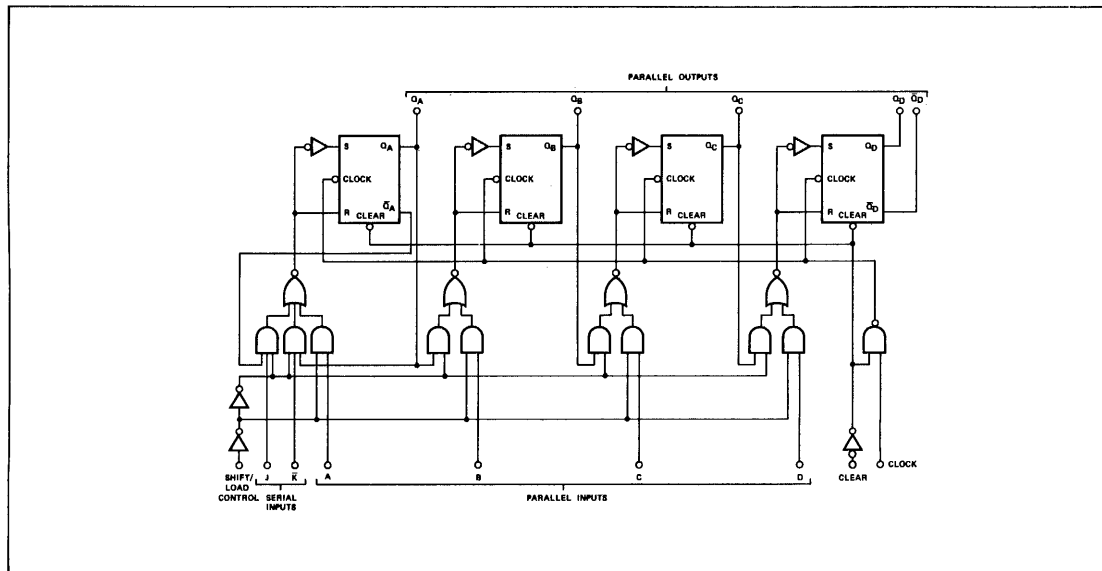 PARALLEL OUTPUTS
QA QB QC QD Q̄D
S QA S QB S QC S QD
CLOCK CLOCK CLOCK CLOCK
R CLEAR Q̄A R CLEAR R CLEAR R CLEAR Q̄D
SHIFT/ LOAD CONTROL J K̄ A B C D CLEAR CLOCK
SERIAL INPUTS PARALLEL INPUTS